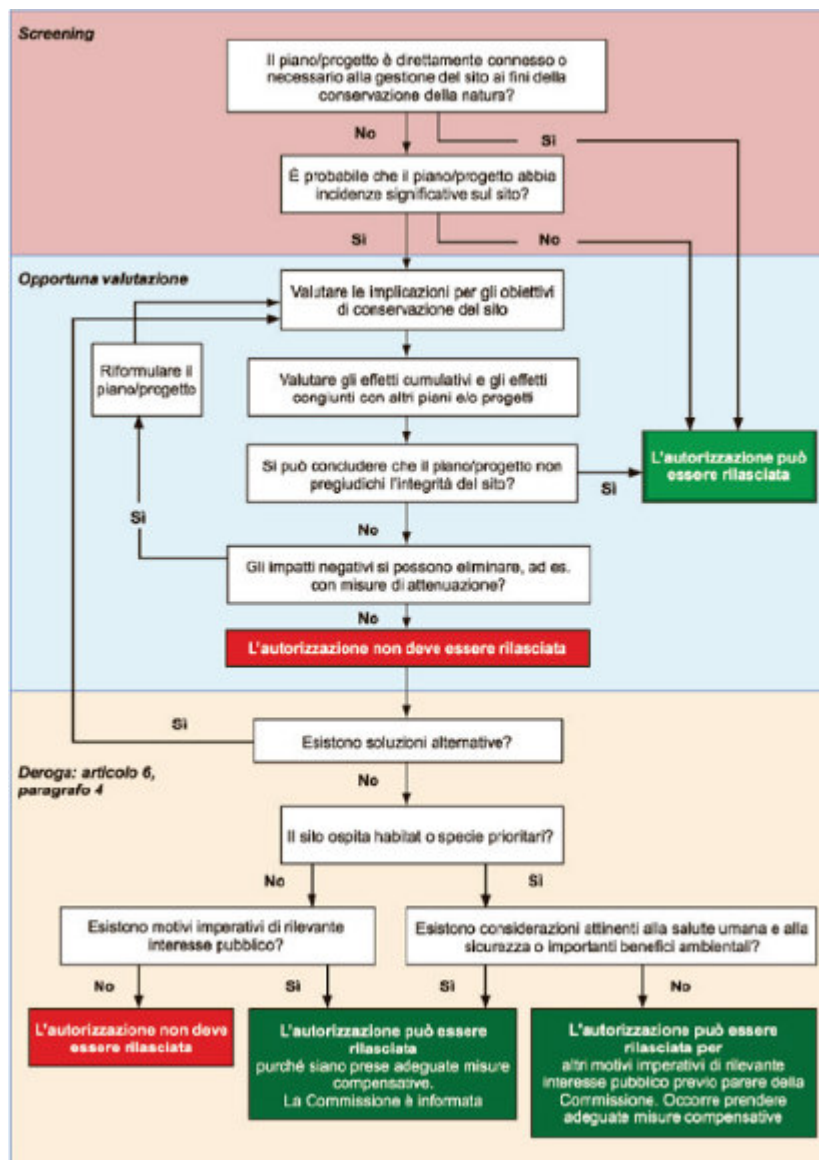 Screening
Il piano/progetto è direttamente connesso o
necessario alla gestione del sito ai fini della
conservazione della natura?
No
Sì
È probabile che il piano/progetto abbia
incidenze significative sul sito?
Sì
No
Opportuna valutazione
Valutare le implicazioni per gli obiettivi
di conservazione del sito
Riformulare il
piano/progetto
Valutare gli effetti cumulativi e gli effetti
congiunti con altri piani e/o progetti
L'autorizzazione può
essere rilasciata
Si può concludere che il piano/progetto non
pregiudichi l'integrità del sito?
Sì
Sì
No
Gli impatti negativi si possono eliminare, ad es.
con misure di attenuazione?
No
L'autorizzazione non deve essere rilasciata
Sì
Esistono soluzioni alternative?
Deroga: articolo 6,
paragrafo 4
No
Il sito ospita habitat o specie prioritari?
No
Sì
Esistono motivi imperativi di rilevante
interesse pubblico?
Esistono considerazioni attinenti alla salute umana e alla
sicurezza o importanti benefici ambientali?
No
Sì
Sì
No
L'autorizzazione non deve
essere rilasciata
L'autorizzazione può essere
rilasciata
purché siano prese adeguate misure
compensative.
La Commissione è informata
L'autorizzazione può essere
rilasciata per
altri motivi imperativi di rilevante
interesse pubblico previo parere della
Commissione. Occorre prendere
adeguate misure compensative